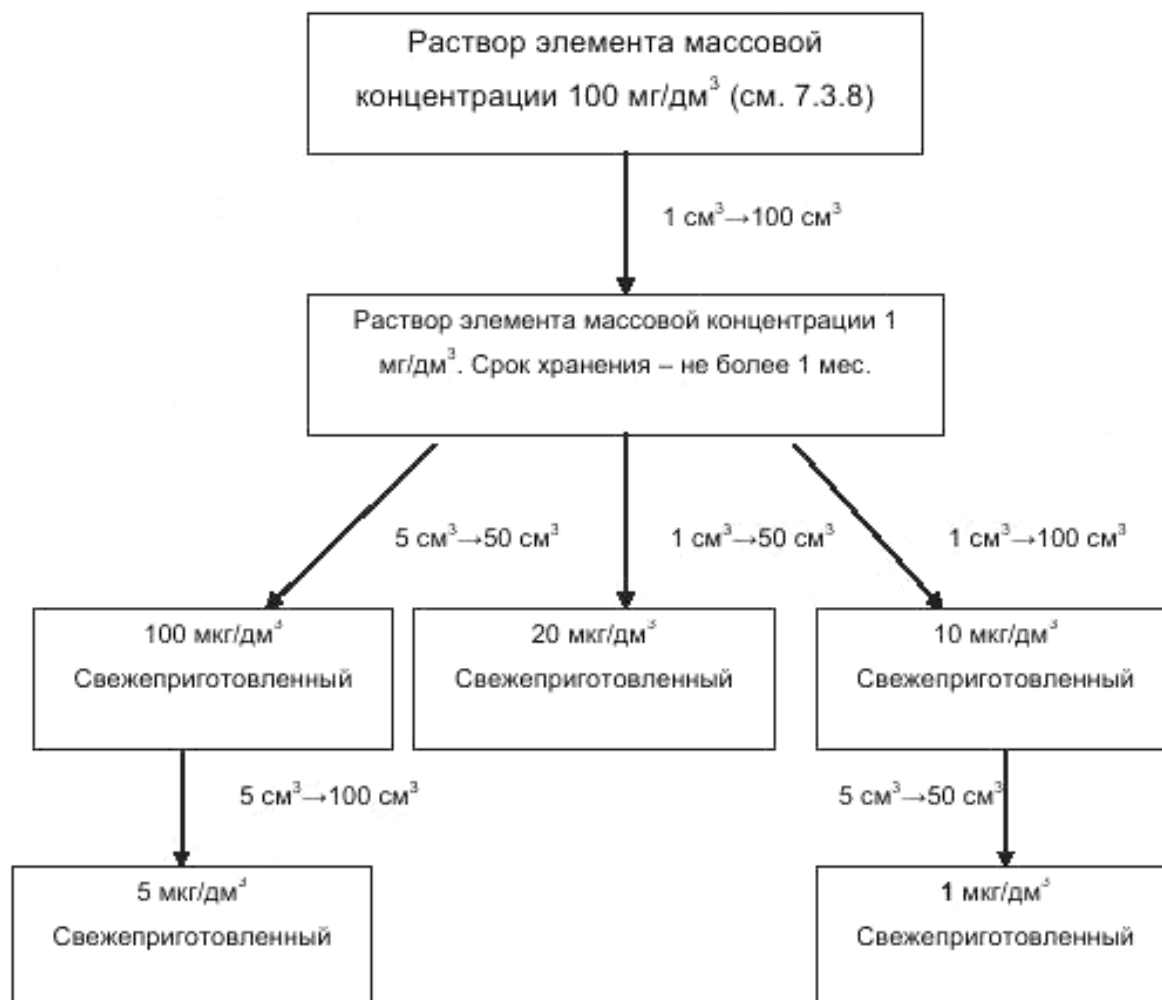 Раствор элемента массовой
концентрации 100 мг/дм³ (см. 7.3.8)
1 см³→100 см³
Раствор элемента массовой концентрации 1
мг/дм³. Срок хранения – не более 1 мес.
5 см³→50 см³
1 см³→50 см³
1 см³→100 см³
100 мкг/дм³
Свежеприготовленный
20 мкг/дм³
Свежеприготовленный
10 мкг/дм³
Свежеприготовленный
5 см³→100 см³
5 см³→50 см³
5 мкг/дм³
Свежеприготовленный
1 мкг/дм³
Свежеприготовленный